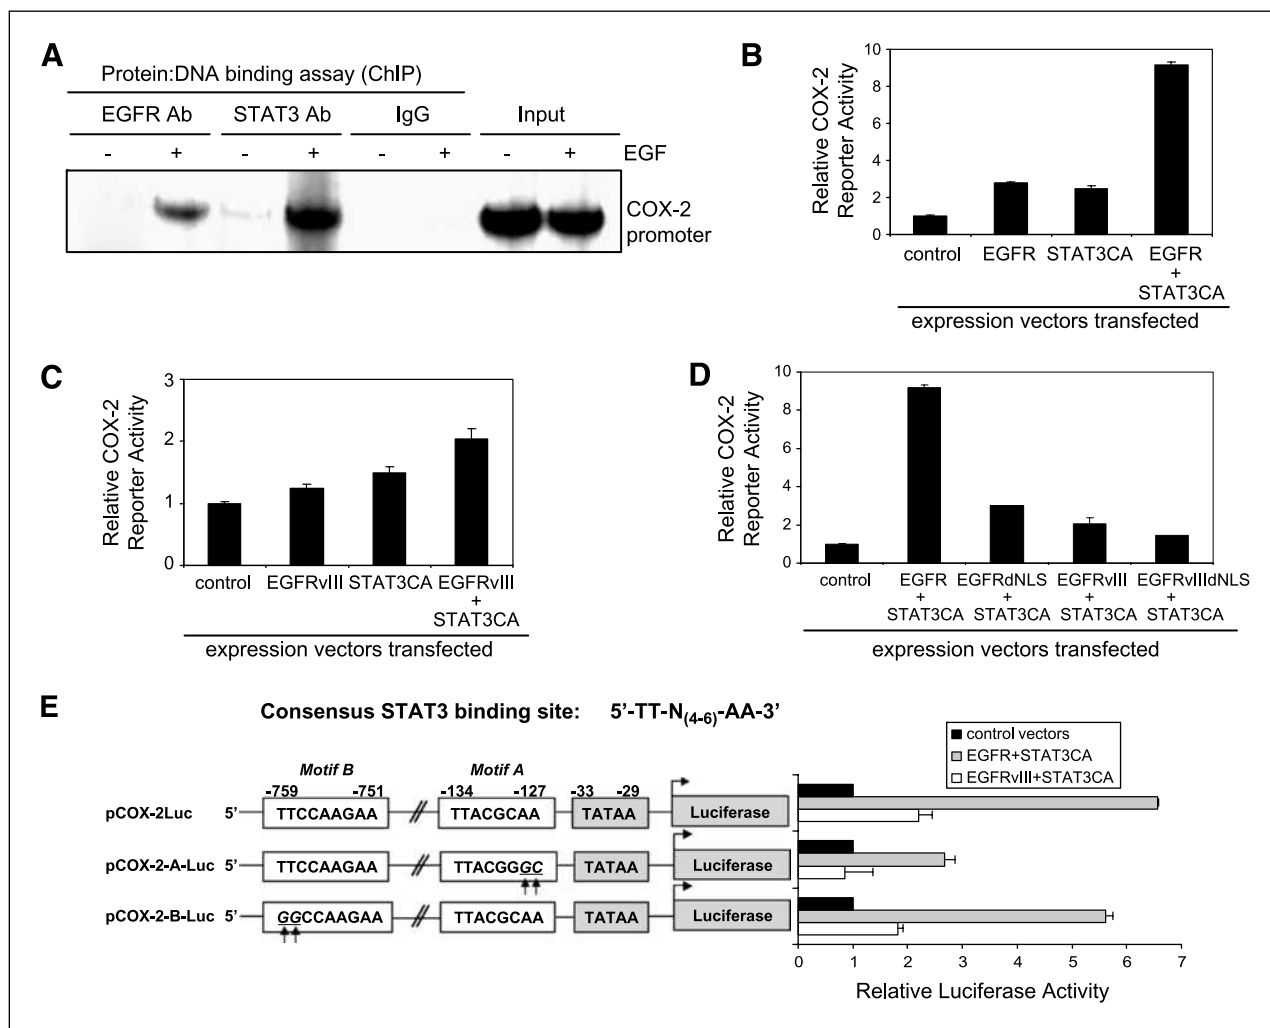 A
Protein:DNA binding assay (ChIP)
EGFR Ab STAT3 Ab IgG Input
- + - + - + - + EGF
COX-2
promoter
B
Relative COX-2
Reporter Activity
10
8
6
4
2
0
control EGFR STAT3CA EGFR
+
STAT3CA
expression vectors transfected
C
Relative COX-2
Reporter Activity
3
2
1
0
control EGFRvIII STAT3CA EGFRvIII
+
STAT3CA
expression vectors transfected
D
Relative COX-2
Reporter Activity
10
8
6
4
2
0
control EGFR EGFRdNLS EGFRvIII EGFRvIIIdNLS
+ + + +
STAT3CA STAT3CA STAT3CA STAT3CA
expression vectors transfected
E
Consensus STAT3 binding site: 5'-TT-N(4-6)-AA-3'
control vectors
EGFR+STAT3CA
EGFRvIII+STAT3CA
Motif B Motif A
-759 -751 -134 -127 -33 -29
pCOX-2Luc 5' TTCCAAGAA // TTACGCAA TATAA Luciferase
pCOX-2-A-Luc 5' TTCCAAGAA // TTACGGGC TATAA Luciferase
pCOX-2-B-Luc 5' GGCCAAGAA // TTACGCAA TATAA Luciferase
0 1 2 3 4 5 6 7
Relative Luciferase Activity